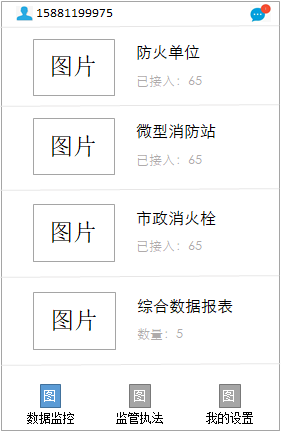 15881199975
图片
防火单位
已接入：65
图片
微型消防站
已接入：65
图片
市政消火栓
已接入：65
图片
综合数据报表
数量：5
图 图 图
数据监控 监管执法 我的设置